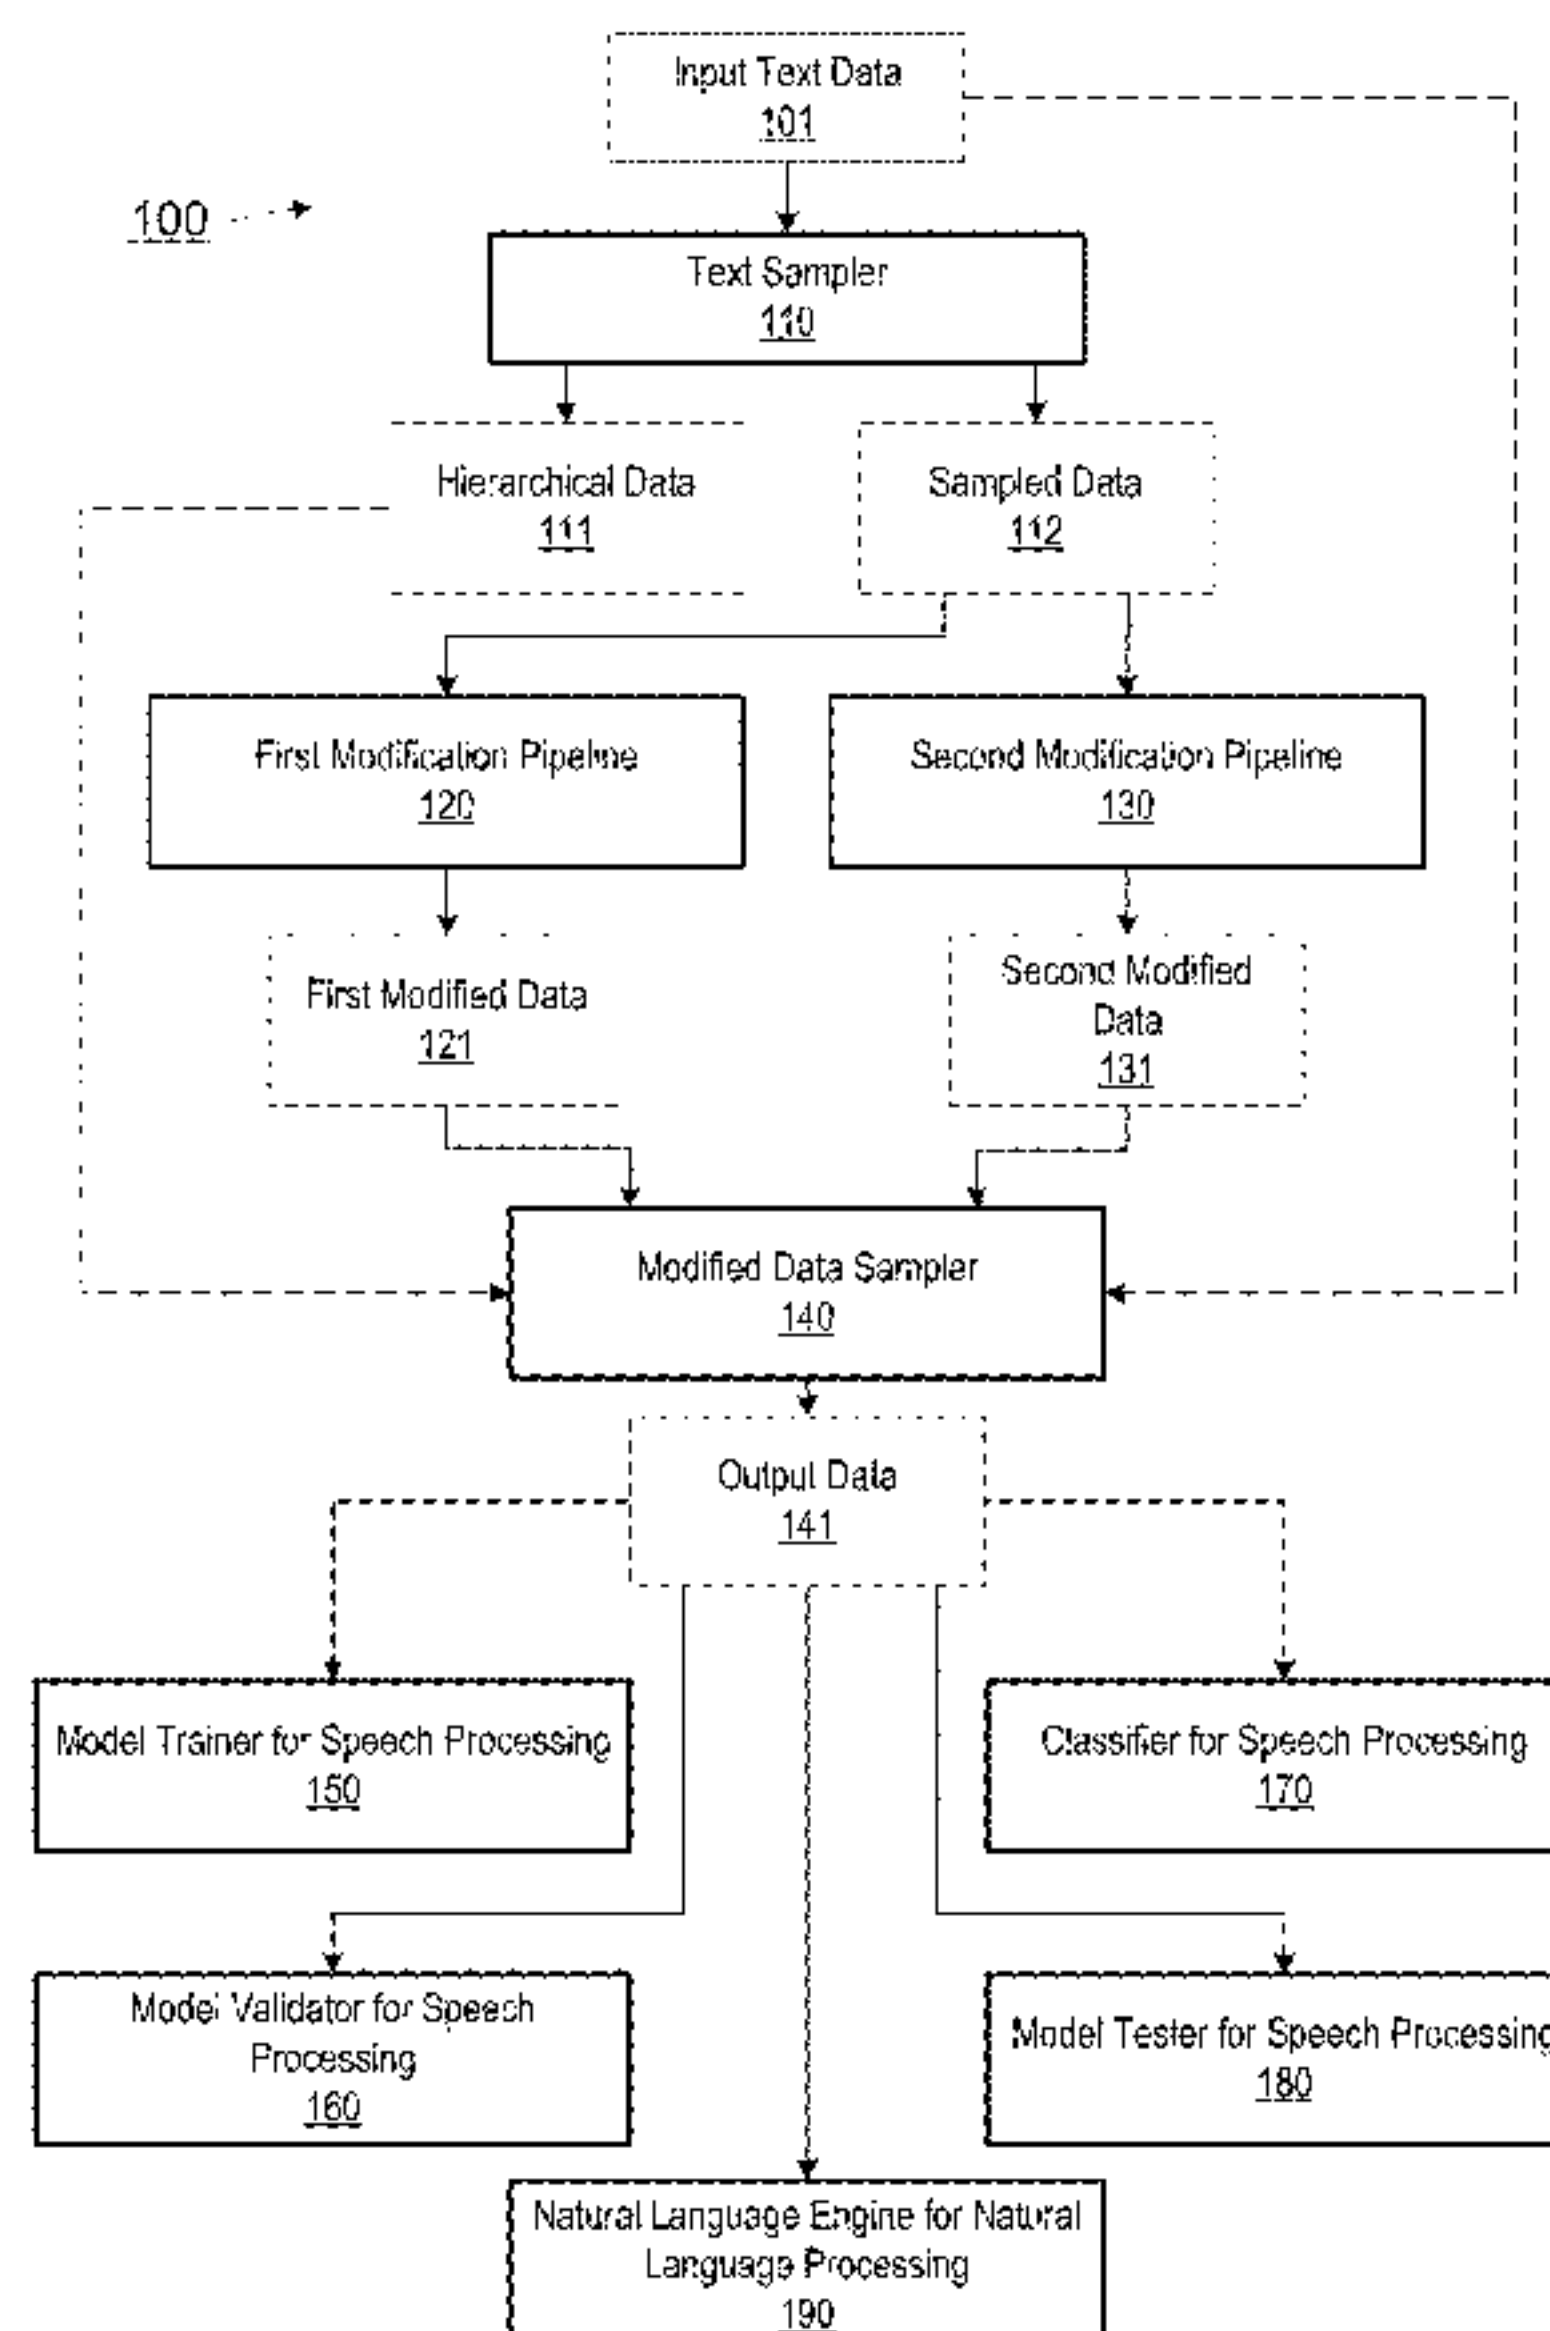 Input Text Data
101
100
Text Sampler
110
Hierarchical Data
111
Sampled Data
112
First Modification Pipeline
120
Second Modification Pipeline
130
First Modified Data
121
Second Modified
Data
131
Modified Data Sampler
140
Output Data
141
Model Trainer for Speech Processing
150
Classifier for Speech Processing
170
Model Validator for Speech
Processing
160
Model Tester for Speech Processing
180
Natural Language Engine for Natural
Language Processing
190